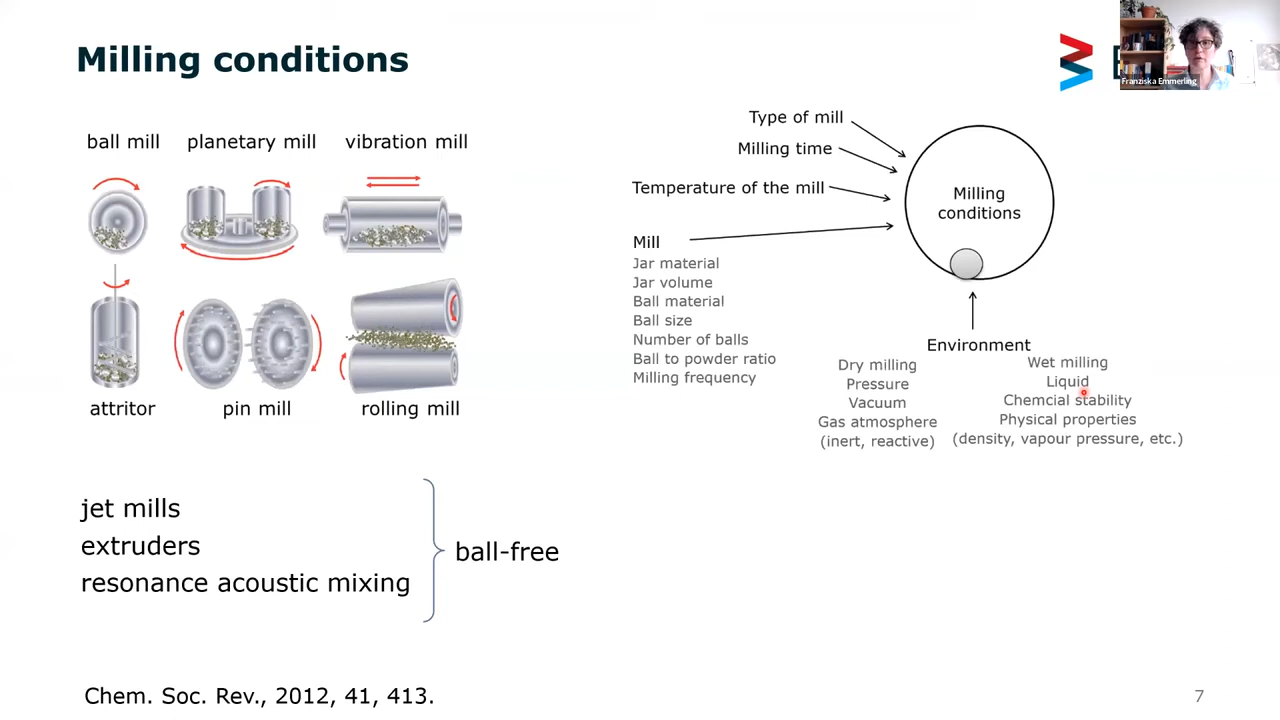 Milling conditions
Franziska Emmerling
ball mill
planetary mill
vibration mill
attritor
pin mill
rolling mill
jet mills
extruders
resonance acoustic mixing
ball-free
Type of mill
Milling time
Temperature of the mill
Mill
Jar material
Jar volume
Ball material
Ball size
Number of balls
Ball to powder ratio
Milling frequency
Milling
conditions
Environment
Dry milling
Pressure
Vacuum
Gas atmosphere
(inert, reactive)
Wet milling
Liquid
Chemcial stability
Physical properties
(density, vapour pressure, etc.)
Chem. Soc. Rev., 2012, 41, 413.
7